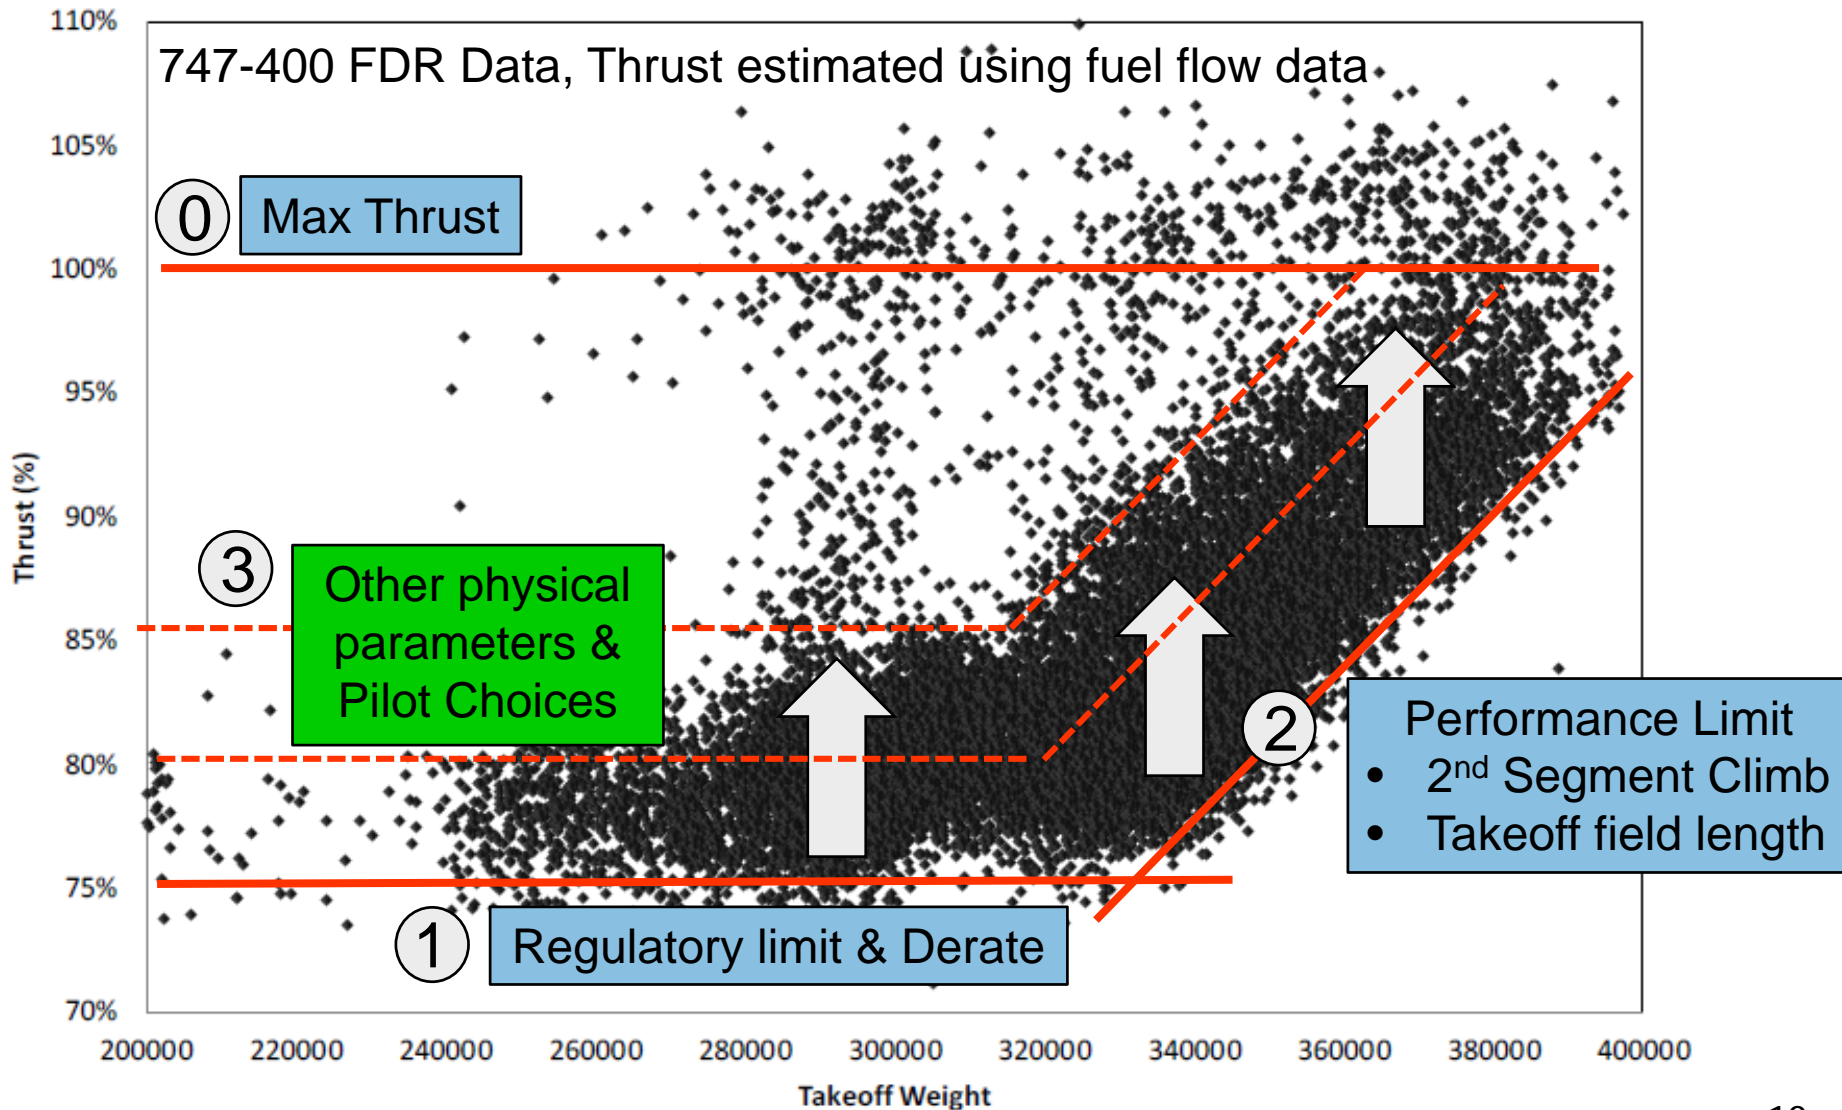 747-400 FDR Data, Thrust estimated using fuel flow data
110%
105%
100%
95%
90%
85%
80%
75%
70%
Thrust (%)
0
Max Thrust
3
Other physical
parameters &
Pilot Choices
2
Performance Limit
• 2nd Segment Climb
• Takeoff field length
1
Regulatory limit & Derate
200000 220000 240000 260000 280000 300000 320000 340000 360000 380000 400000
Takeoff Weight